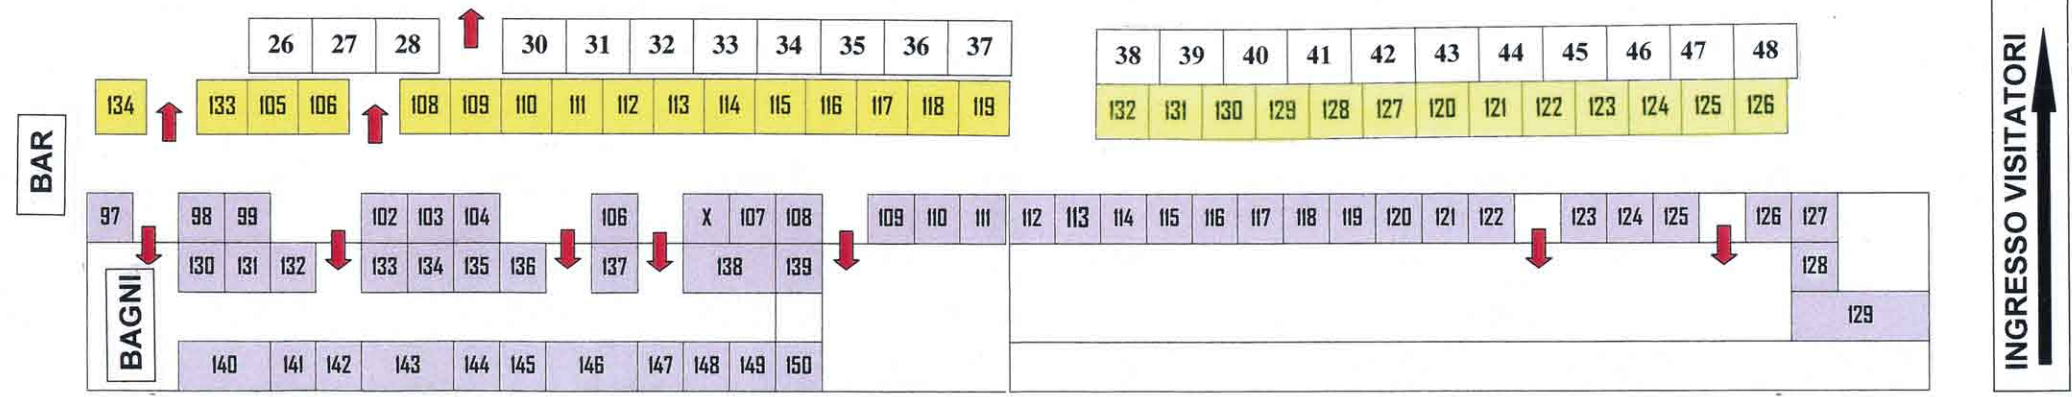 26 27 28 30 31 32 33 34 35 36 37 38 39 40 41 42 43 44 45 46 47 48
134 133 105 106 108 109 110 111 112 113 114 115 116 117 118 119 132 131 130 129 128 127 120 121 122 123 124 125 126
BAR
97 98 99 102 103 104 106 X 107 108 109 110 111 112 113 114 115 116 117 118 119 120 121 122 123 124 125 126 127
130 131 132 133 134 135 136 137 138 139 128
129
BAGNI
140 141 142 143 144 145 146 147 148 149 150
INGRESSO VISITATORI